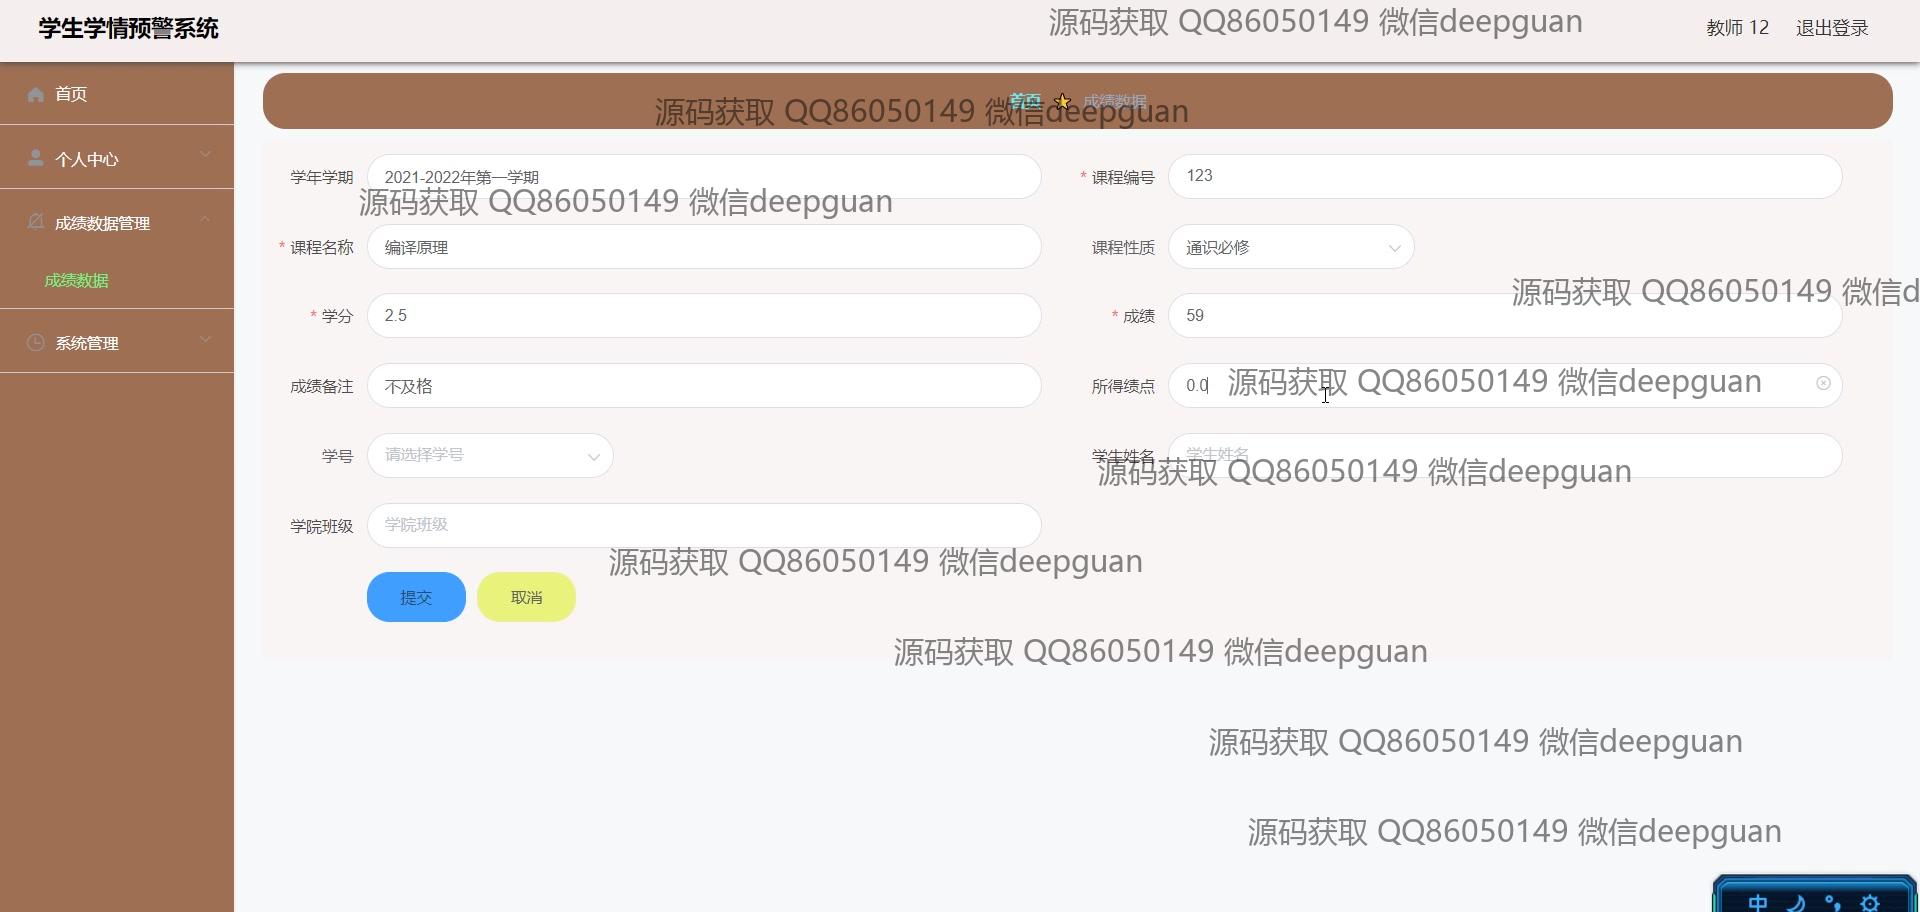 学生学情预警系统
源码获取 QQ86050149 微信deepguan
教师 12
退出登录
首页
个人中心
成绩数据管理
成绩数据
系统管理
首页
成绩数据
源码获取 QQ86050149 微信deepguan
学年学期
2021-2022年第一学期
* 课程编号
123
源码获取 QQ86050149 微信deepguan
* 课程名称
编译原理
课程性质
通识必修
源码获取 QQ86050149 微信d
* 学分
2.5
* 成绩
59
成绩备注
不及格
所得绩点
0.0
源码获取 QQ86050149 微信deepguan
学号
请选择学号
学生姓名
学生姓名
源码获取 QQ86050149 微信deepguan
学院班级
学院班级
源码获取 QQ86050149 微信deepguan
提交
取消
源码获取 QQ86050149 微信deepguan
源码获取 QQ86050149 微信deepguan
源码获取 QQ86050149 微信deepguan
中